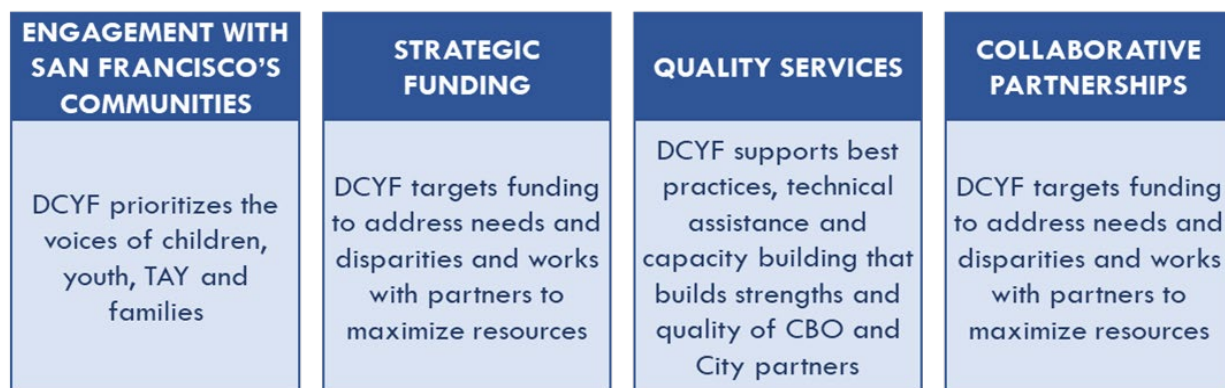 ENGAGEMENT WITH
SAN FRANCISCO'S
COMMUNITIES
DCYF prioritizes the
voices of children,
youth, TAY and
families
STRATEGIC
FUNDING
DCYF targets funding
to address needs and
disparities and works
with partners to
maximize resources
QUALITY SERVICES
DCYF supports best
practices, technical
assistance and
capacity building that
builds strengths and
quality of CBO and
City partners
COLLABORATIVE
PARTNERSHIPS
DCYF targets funding
to address needs and
disparities and works
with partners to
maximize resources